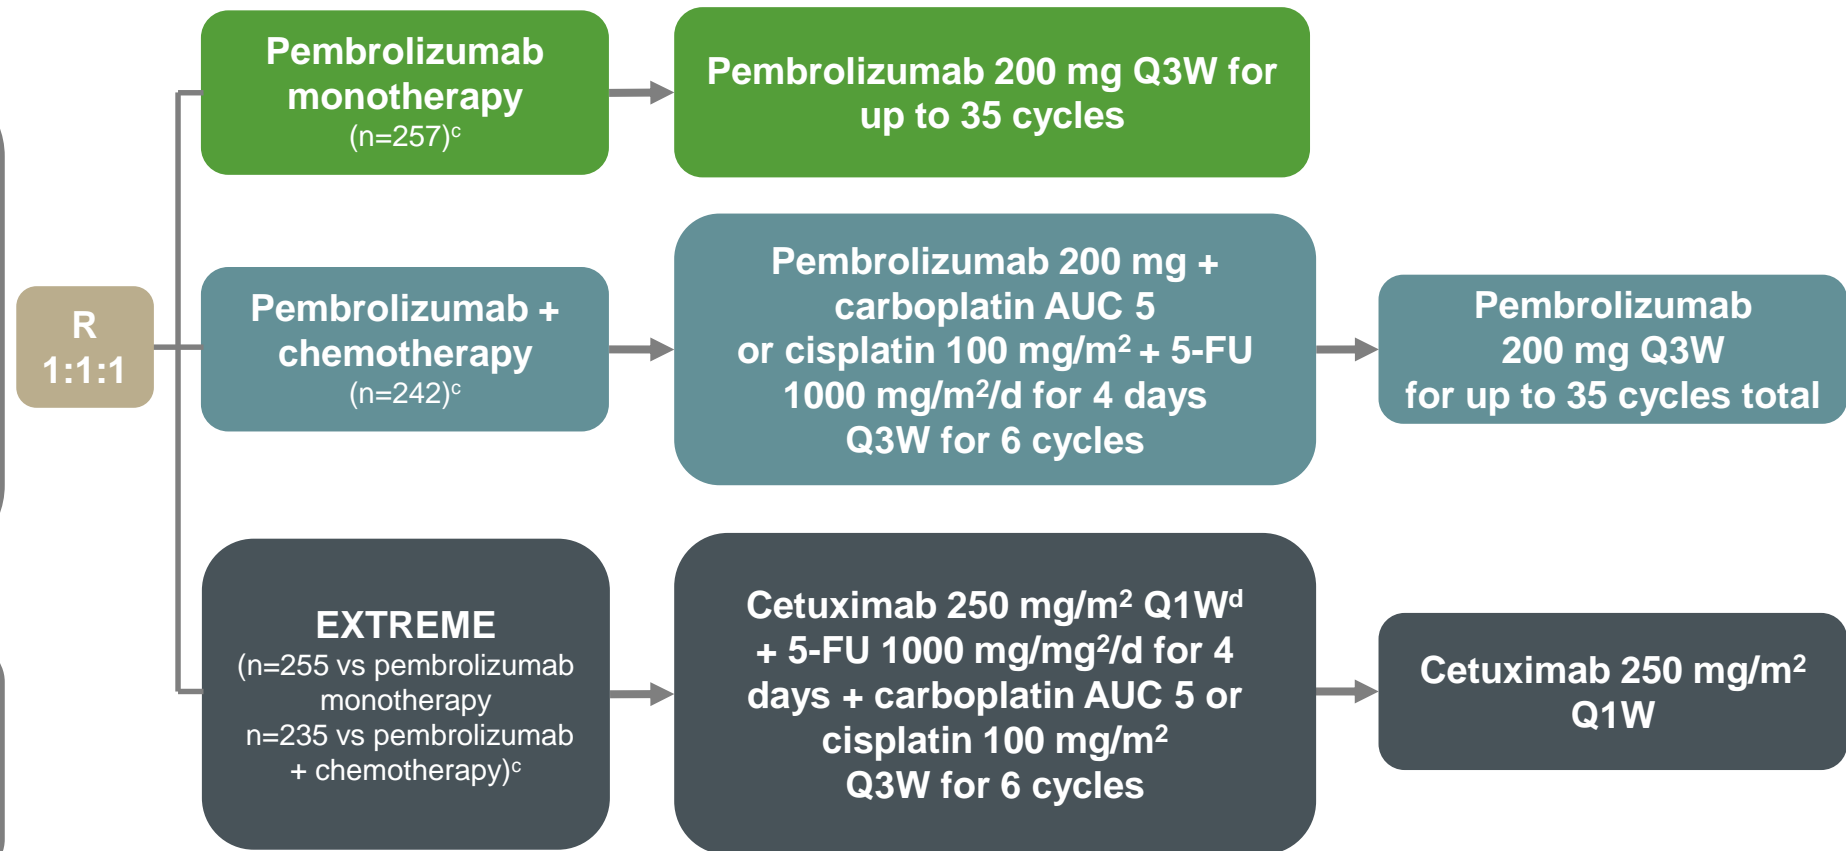 Pembrolizumab
monotherapy
(n=257)ᶜ
Pembrolizumab 200 mg Q3W for
up to 35 cycles
R
1:1:1
Pembrolizumab +
chemotherapy
(n=242)ᶜ
Pembrolizumab 200 mg +
carboplatin AUC 5
or cisplatin 100 mg/m² + 5-FU
1000 mg/m²/d for 4 days
Q3W for 6 cycles
Pembrolizumab
200 mg Q3W
for up to 35 cycles total
EXTREME
(n=255 vs pembrolizumab
monotherapy
n=235 vs pembrolizumab
+ chemotherapy)ᶜ
Cetuximab 250 mg/m² Q1Wᵈ
+ 5-FU 1000 mg/mg²/d for 4
days + carboplatin AUC 5 or
cisplatin 100 mg/m²
Q3W for 6 cycles
Cetuximab 250 mg/m²
Q1W